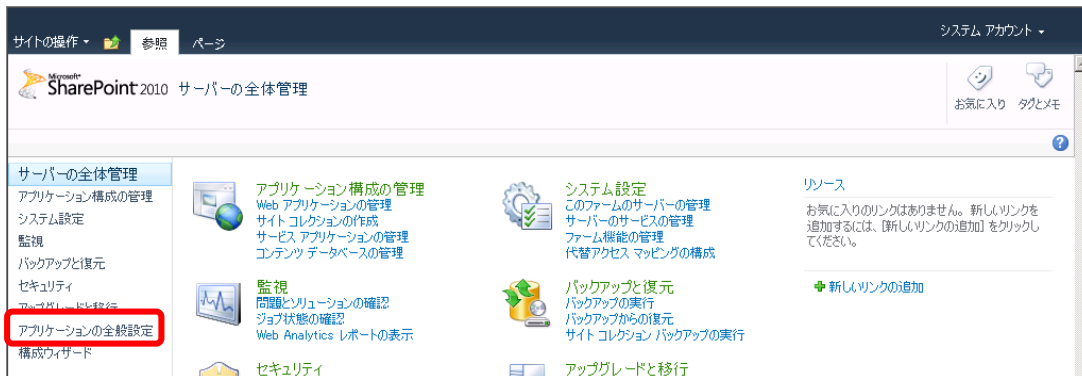 システム アカウント
サイトの操作 参照 ページ
Microsoft
SharePoint 2010 サーバーの全体管理
お気に入り タグとメモ
サーバーの全体管理
アプリケーション構成の管理
システム設定
監視
バックアップと復元
セキュリティ
アップグレードと移行
アプリケーションの全般設定
構成ウィザード
アプリケーション構成の管理
Web アプリケーションの管理
サイト コレクションの作成
サービス アプリケーションの管理
コンテンツ データベースの管理
システム設定
このファームのサーバーの管理
サーバーのサービスの管理
ファーム機能の管理
代替アクセス マッピングの構成
監視
問題とソリューションの確認
ジョブ状態の確認
Web Analytics レポートの表示
バックアップと復元
バックアップの実行
バックアップからの復元
サイト コレクション バックアップの実行
セキュリティ
アップグレードと移行
リソース
お気に入りのリンクはありません。新しいリンクを
追加するには、[新しいリンクの追加] をクリックし
てください。
新しいリンクの追加